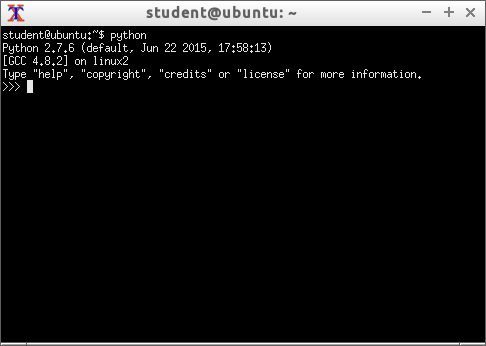 student@ubuntu: ~
student@ubuntu:~$ python
Python 2.7.6 (default, Jun 22 2015, 17:58:13)
[GCC 4.8.2] on linux2
Type "help", "copyright", "credits" or "license" for more information.
>>>